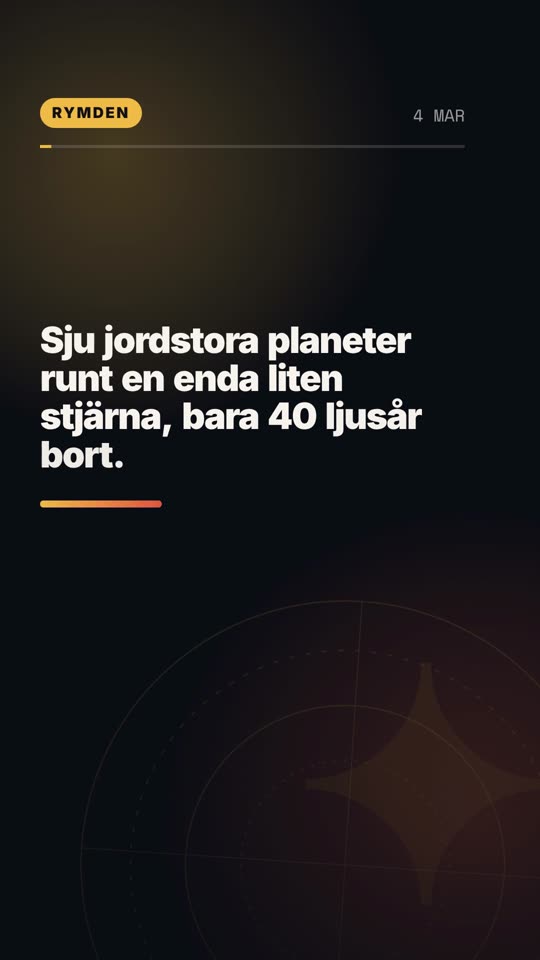 RYMDEN
4 MAR
Sju jordstora planeter
runt en enda liten
stjärna, bara 40 ljusår
bort.